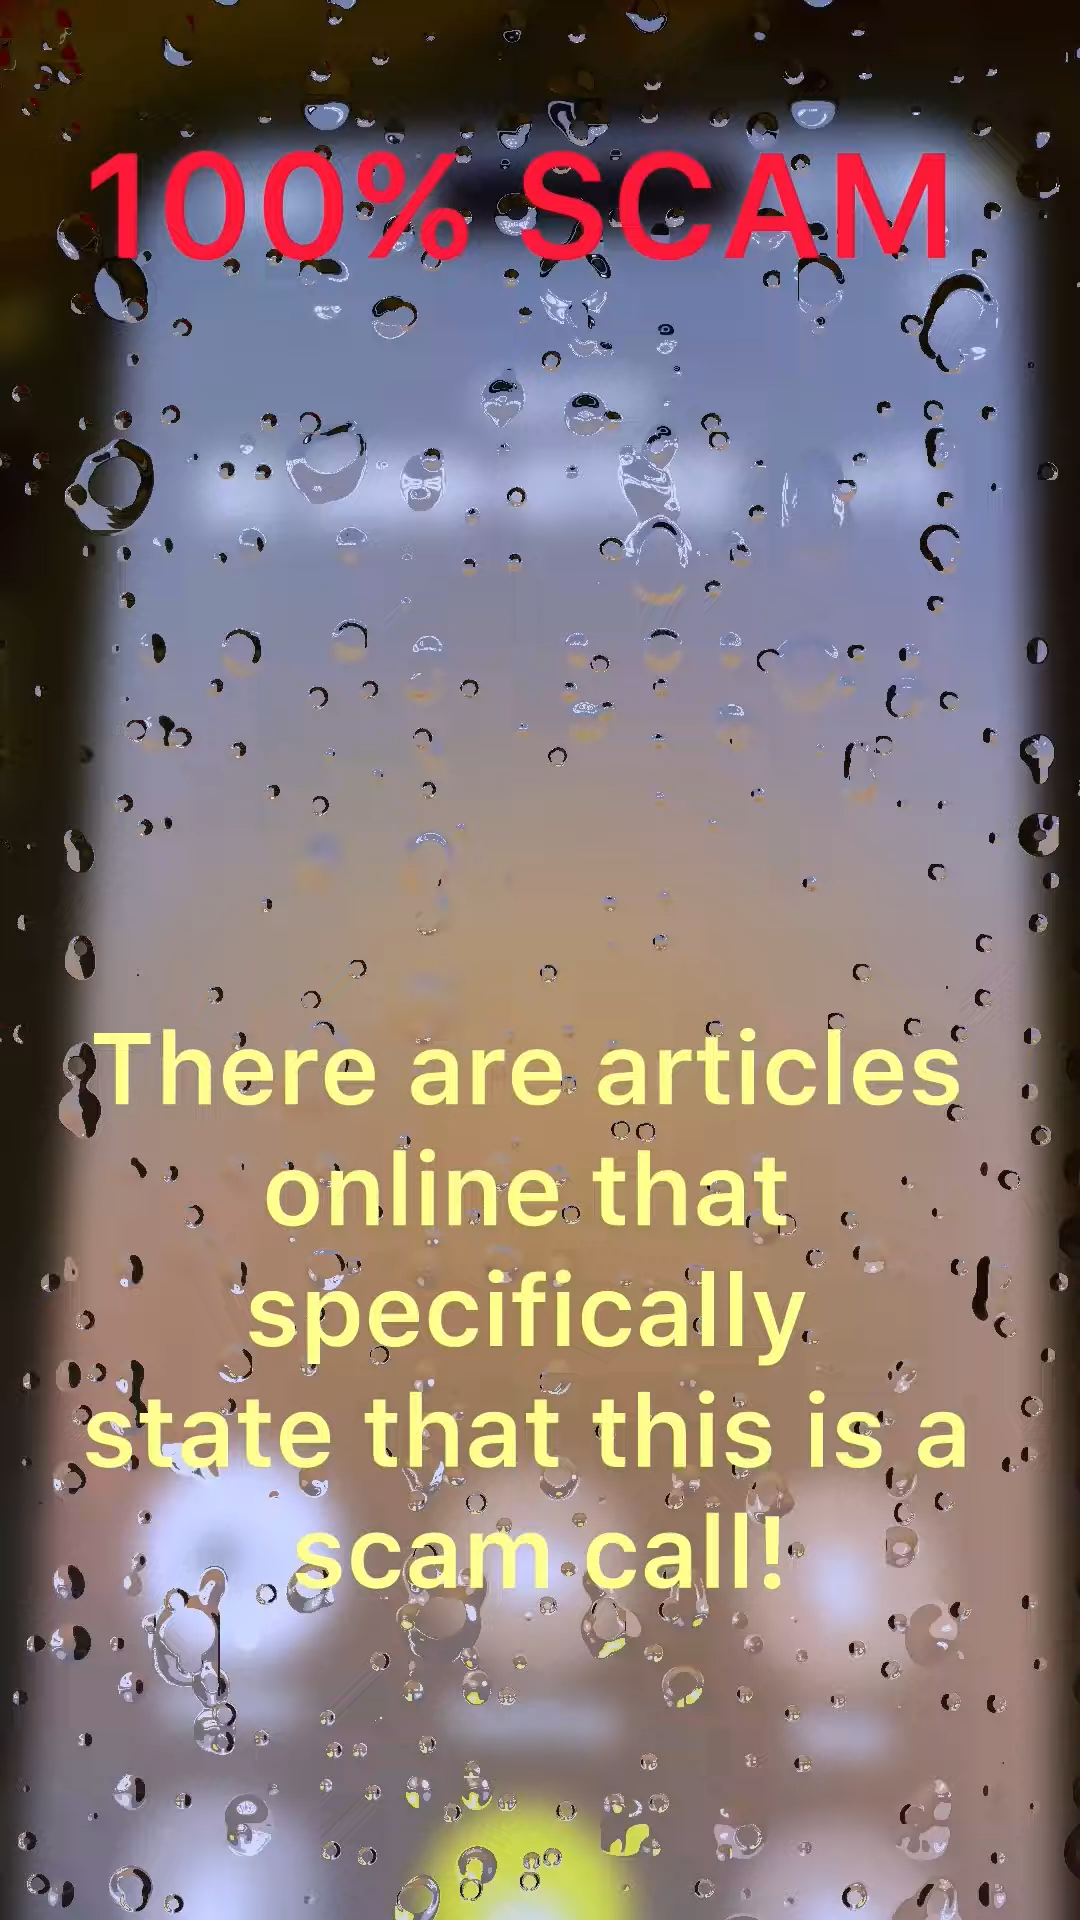 100% SCAM
There are articles
online that
specifically
state that this is a
scam call!